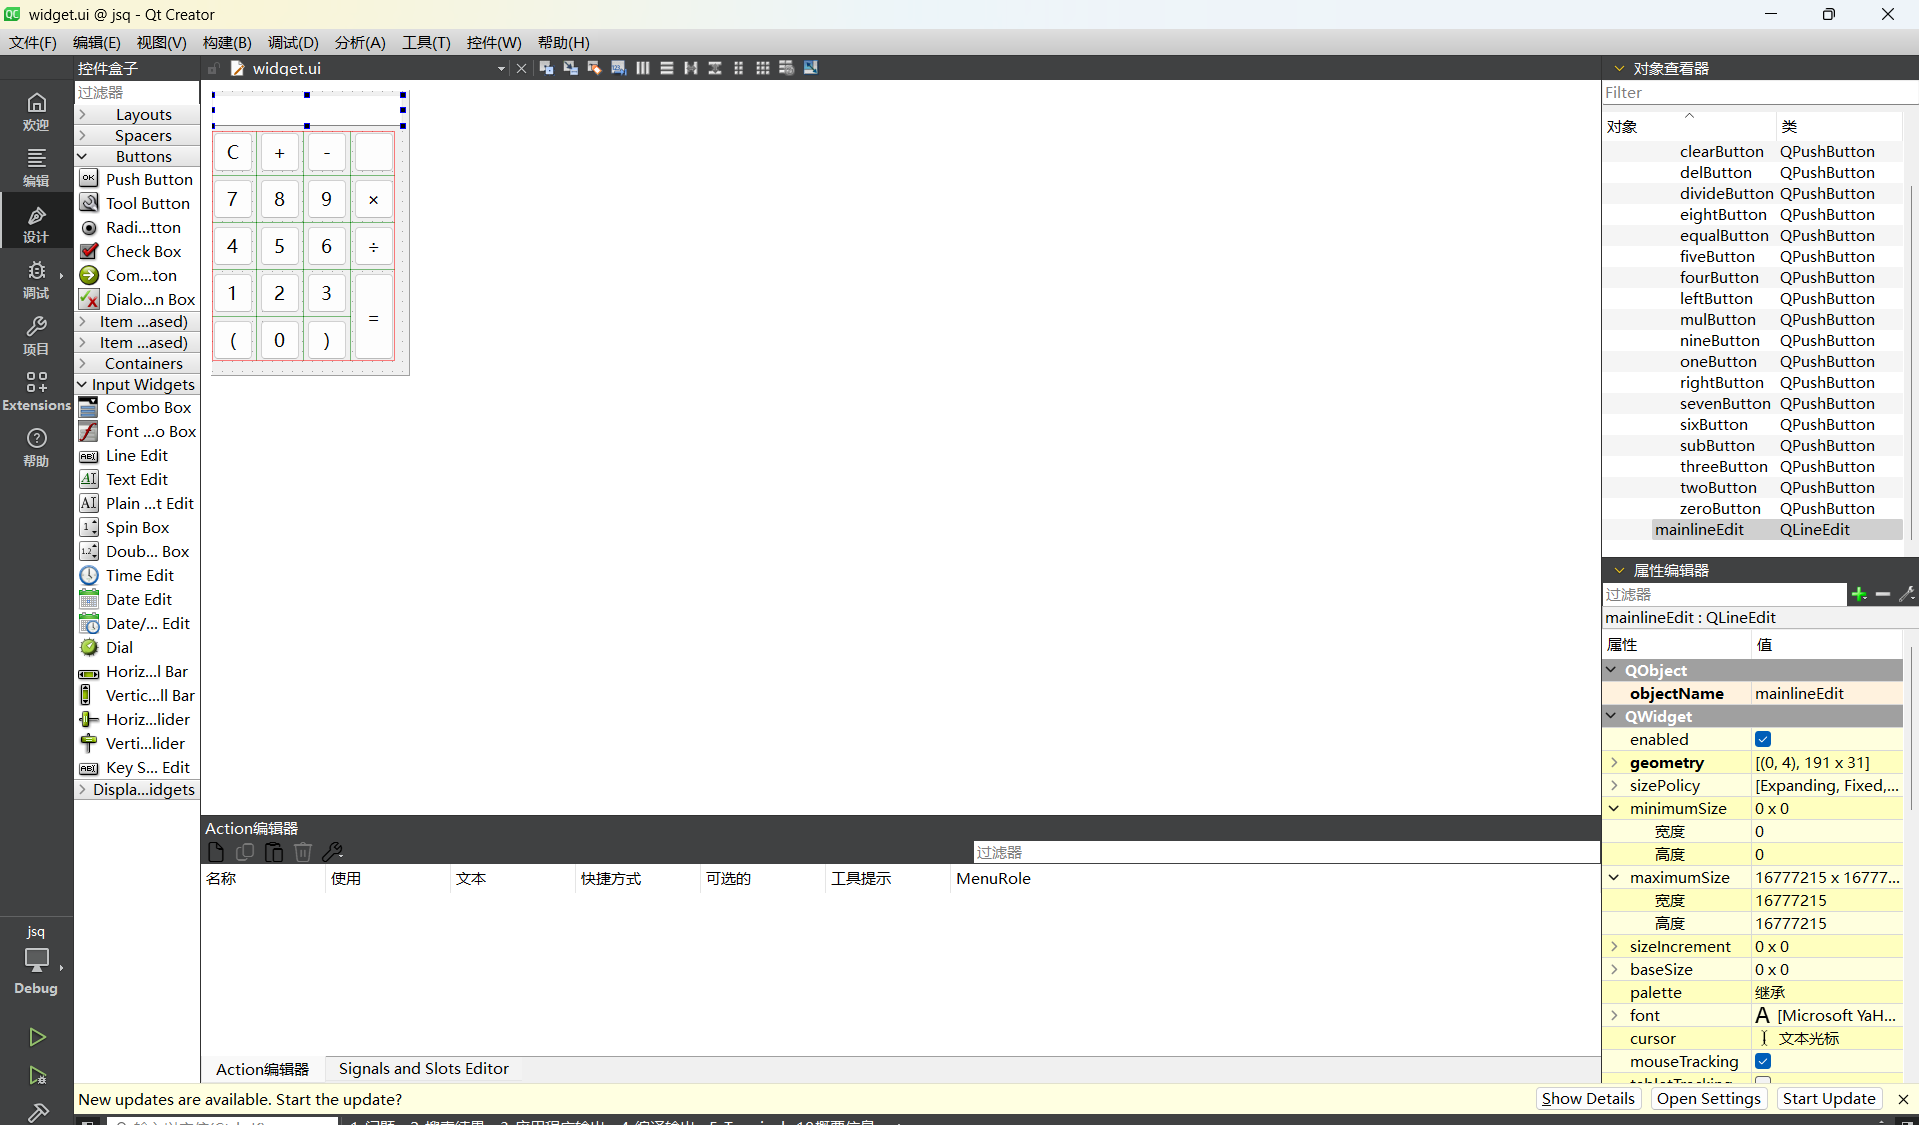 widget.ui @ jsq - Qt Creator
文件(F) 编辑(E) 视图(V) 构建(B) 调试(D) 分析(A) 工具(T) 控件(W) 帮助(H)
控件盒子
widget.ui
对象查看器
过滤器
Filter
欢迎
编辑
设计
调试
项目
Extensions
帮助
jsq
Debug
Layouts
Spacers
Buttons
Push Button
Tool Button
Radi...tton
Check Box
Com...ton
Dialo...n Box
Item ...ased)
Item ...ased)
Containers
Input Widgets
Combo Box
Font ...o Box
Line Edit
Text Edit
Plain ...t Edit
Spin Box
Doub... Box
Time Edit
Date Edit
Date/... Edit
Dial
Horiz...l Bar
Vertic...ll Bar
Horiz...lider
Verti...lider
Key S... Edit
Displa...idgets
C + -
7 8 9 ×
4 5 6 ÷
1 2 3
=
( 0 )
对象 类
clearButton QPushButton
delButton QPushButton
divideButton QPushButton
eightButton QPushButton
equalButton QPushButton
fiveButton QPushButton
fourButton QPushButton
leftButton QPushButton
mulButton QPushButton
nineButton QPushButton
oneButton QPushButton
rightButton QPushButton
sevenButton QPushButton
sixButton QPushButton
subButton QPushButton
threeButton QPushButton
twoButton QPushButton
zeroButton QPushButton
mainlineEdit QLineEdit
属性编辑器
过滤器
mainlineEdit : QLineEdit
属性 值
QObject
objectName mainlineEdit
QWidget
enabled
geometry [(0, 4), 191 x 31]
sizePolicy [Expanding, Fixed,...
minimumSize 0 x 0
宽度 0
高度 0
maximumSize 16777215 x 16777...
宽度 16777215
高度 16777215
sizeIncrement 0 x 0
baseSize 0 x 0
palette 继承
font A [Microsoft YaH...
cursor 文本光标
mouseTracking
Action编辑器
过滤器
名称 使用 文本 快捷方式 可选的 工具提示 MenuRole
Action编辑器 Signals and Slots Editor
New updates are available. Start the update? Show Details Open Settings Start Update